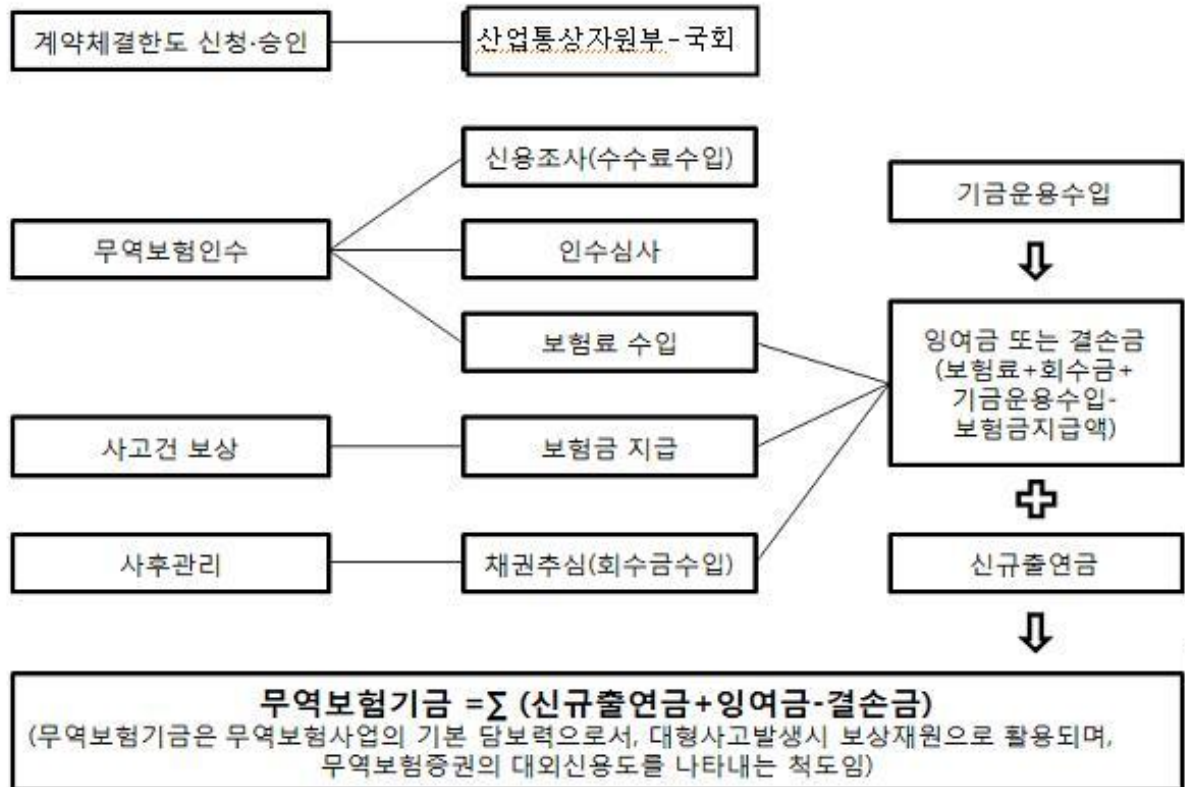 계약체결한도 신청·승인
산업통상자원부-국회
신용조사(수수료수입)
기금운용수입
무역보험인수
인수심사
보험료 수입
잉여금 또는 결손금
(보험료+회수금+
기금운용수입-
보험금지급액)
사고건 보상
보험금 지급
사후관리
채권추심(회수금수입)
신규출연금
무역보험기금 =∑ (신규출연금+잉여금-결손금)
(무역보험기금은 무역보험사업의 기본 담보력으로서, 대형사고발생시 보상재원으로 활용되며,
무역보험증권의 대외신용도를 나타내는 척도임)